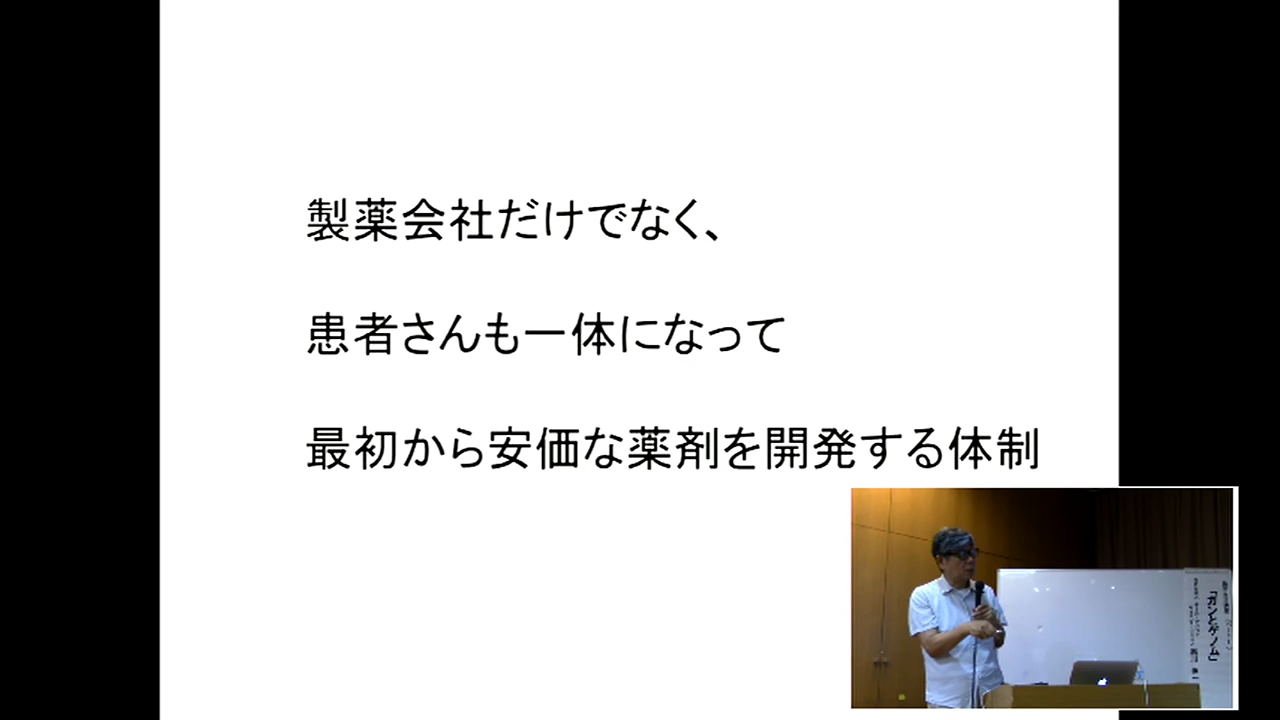 製薬会社だけでなく、
患者さんも一体になって
最初から安価な薬剤を開発する体制
「ガンとゲノム」